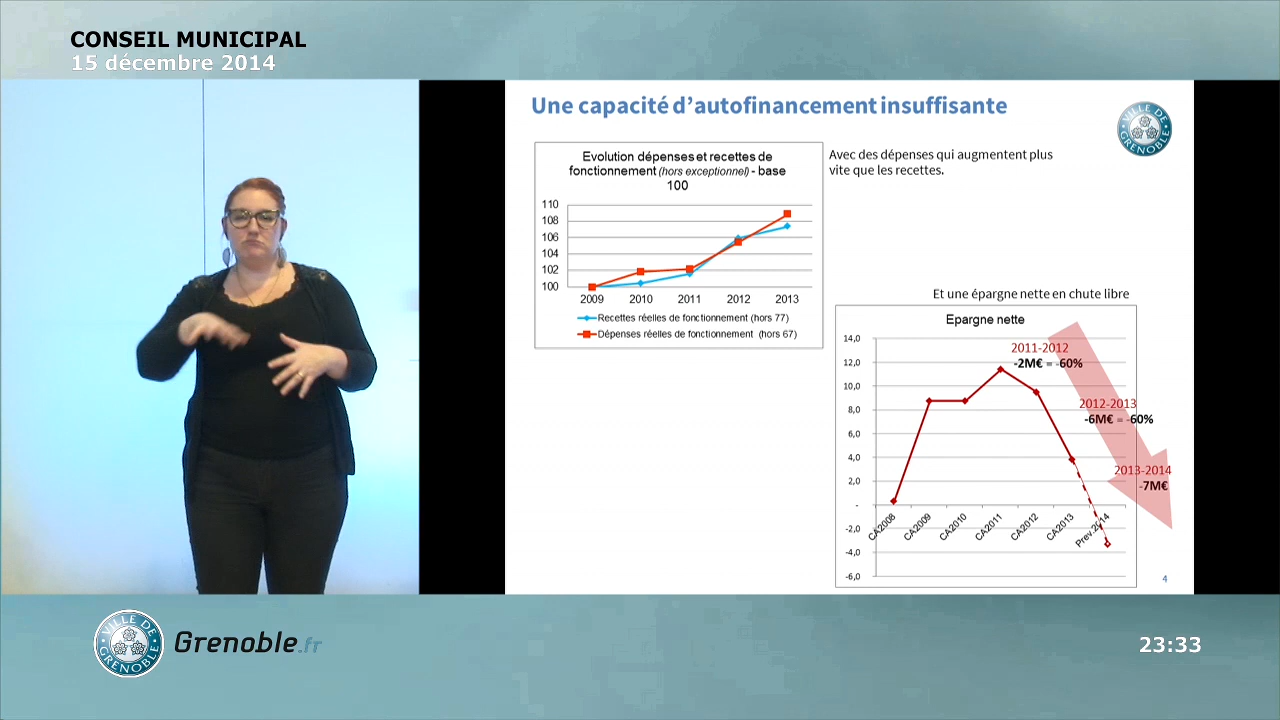 CONSEIL MUNICIPAL
15 décembre 2014
Une capacité d'autofinancement insuffisante
VILLE DE
GRENOBLE
Evolution dépenses et recettes de
fonctionnement (hors exceptionnel) - base
100
110
108
106
104
102
100
2009 2010 2011 2012 2013
Recettes réelles de fonctionnement (hors 77)
Dépenses réelles de fonctionnement (hors 67)
Avec des dépenses qui augmentent plus
vite que les recettes.
Et une épargne nette en chute libre
Epargne nette
14,0
12,0
10,0
8,0
6,0
4,0
2,0
-
-2,0
-4,0
-6,0
2011-2012
-2M€ = -60%
2012-2013
-6M€ = -60%
2013-2014
-7M€
CA2008 CA2009 CA2010 CA2011 CA2012 CA2013 Prev.2014
4
VILLE DE
GRENOBLE
Grenoble.fr
23:33